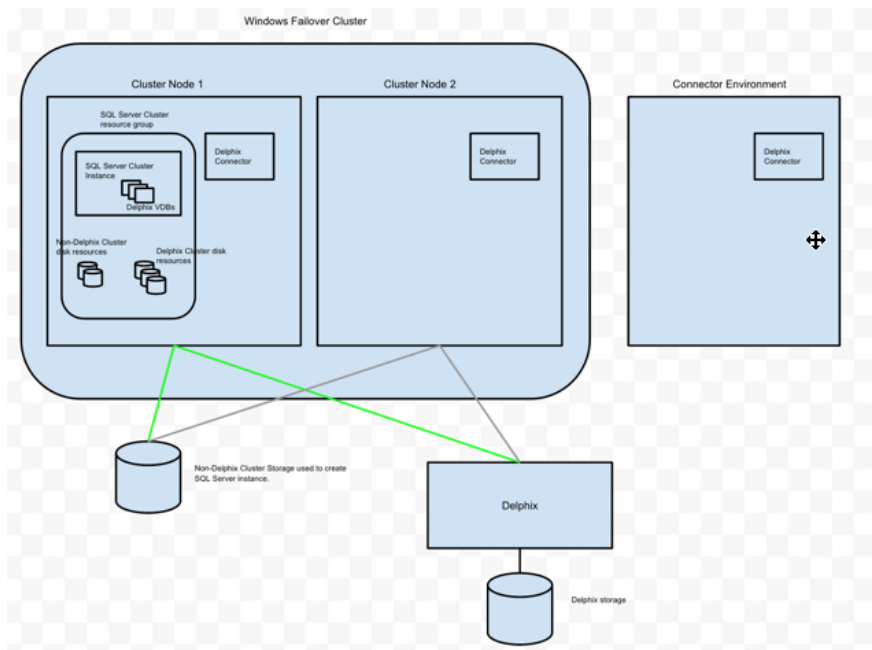 Windows Failover Cluster
Cluster Node 1
Cluster Node 2
Connector Environment
SQL Server Cluster
resource group
SQL Server Cluster
Instance
Delphix VDBs
Delphix
Connector
Non-Delphix Cluster
disk resources
Delphix Cluster disk
resources
Delphix
Connector
Delphix
Connector
Non-Delphix Cluster Storage used to create
SQL Server instance.
Delphix
Delphix storage